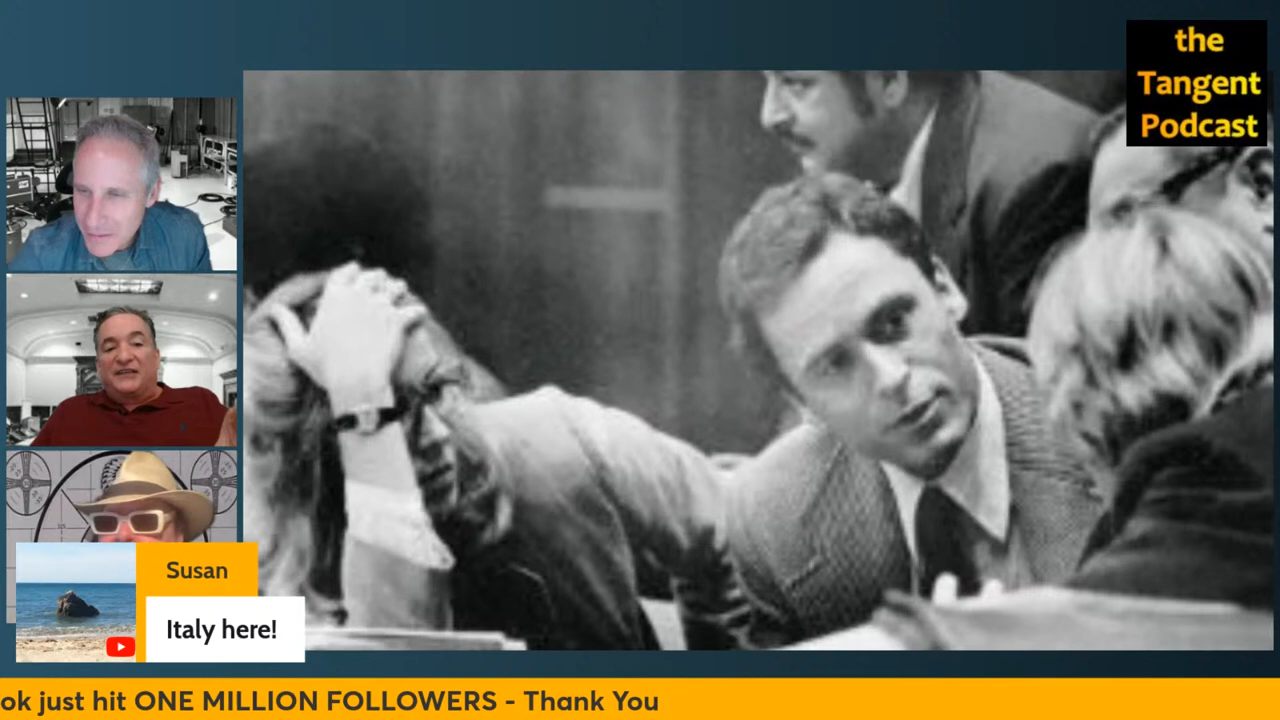 the
Tangent
Podcast
Susan
Italy here!
ok just hit ONE MILLION FOLLOWERS - Thank You